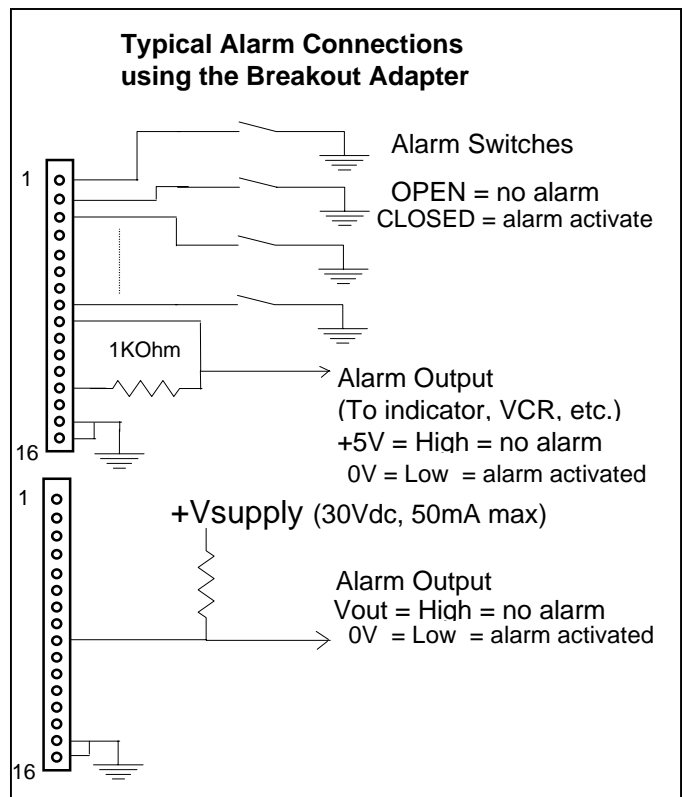 Typical Alarm Connections
using the Breakout Adapter
Alarm Switches
1
OPEN = no alarm
CLOSED = alarm activate
1KOhm
Alarm Output
(To indicator, VCR, etc.)
+5V = High = no alarm
16
0V = Low = alarm activated
1
+Vsupply (30Vdc, 50mA max)
Alarm Output
Vout = High = no alarm
0V = Low = alarm activated
16